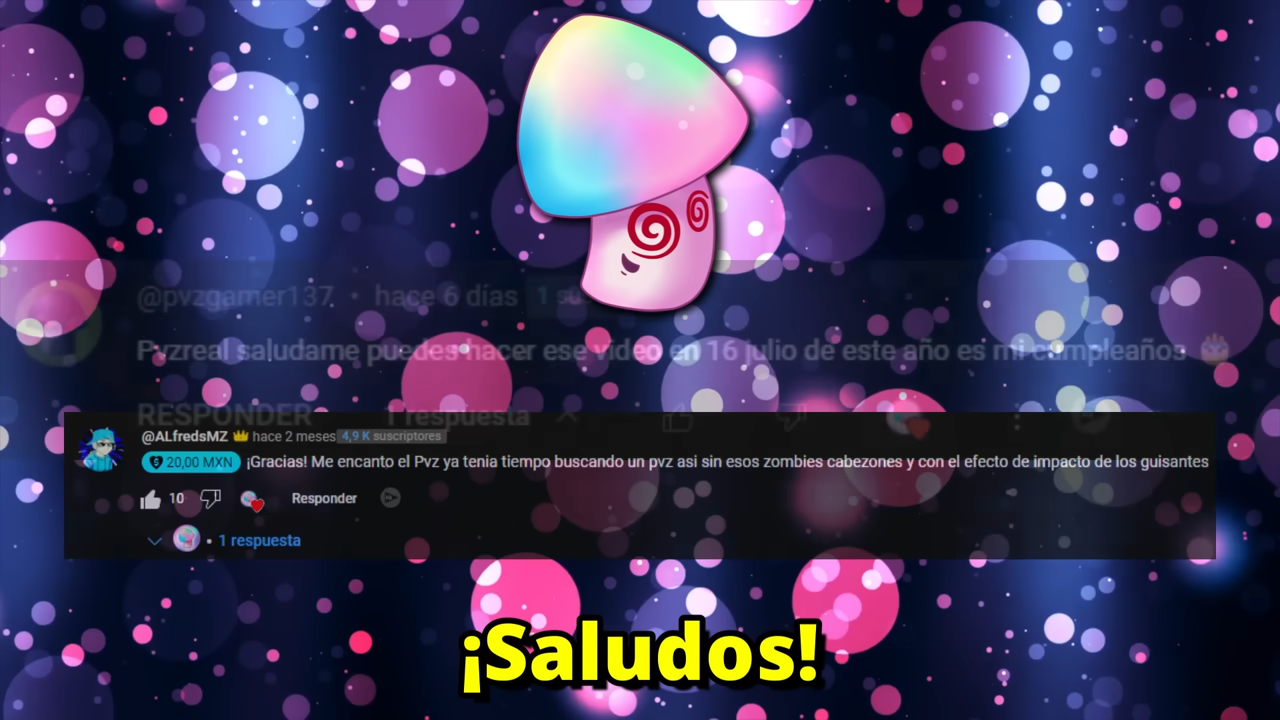 @pvzgamer137 · hace 6 días 1 su
Pvzreal saludame puedes hacer ese video en 16 julio de este año es mi cumpleaños
RESPONDER 1 respuesta
@ALfredsMZ hace 2 meses 4,9 K suscriptores
20,00 MXN ¡Gracias! Me encanto el Pvz ya tenia tiempo buscando un pvz asi sin esos zombies cabezones y con el efecto de impacto de los guisantes
10 Responder
• 1 respuesta
¡Saludos!